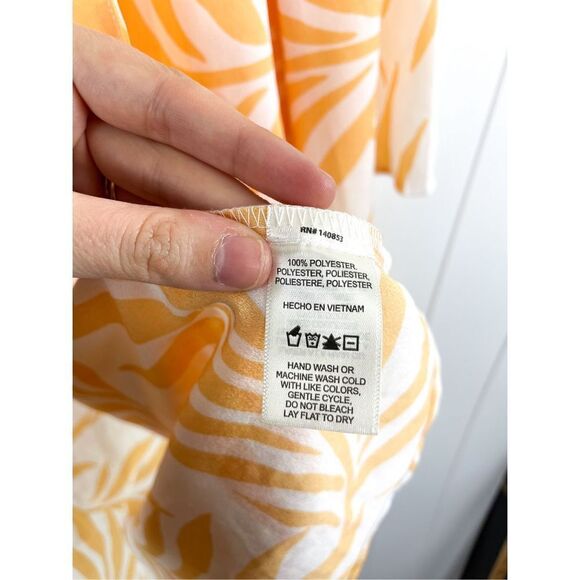 RN# 140853
100% POLYESTER,
POLYESTER, POLIESTER,
POLIESTERE, POLYESTER
HECHO EN VIETNAM
HAND WASH OR
MACHINE WASH COLD
WITH LIKE COLORS,
GENTLE CYCLE,
DO NOT BLEACH
LAY FLAT TO DRY